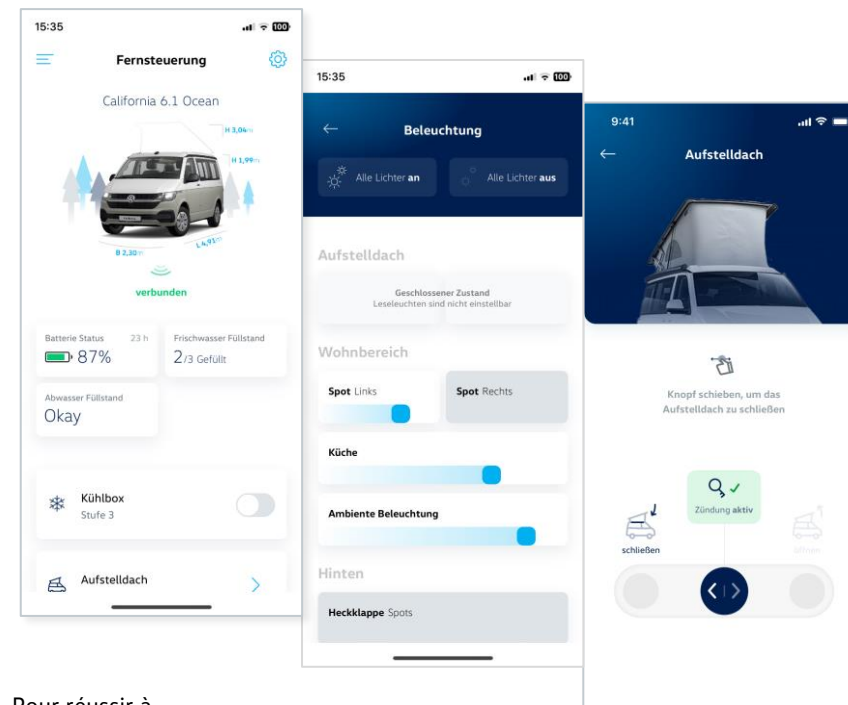 15:35
100
Fernsteuerung
California 6.1 Ocean
H 3,04m
H 1,99m
B 2,30m
L 4,91m
verbunden
Batterie Status 23 h
87%
Frischwasser Füllstand
2/3 Gefüllt
Abwasser Füllstand
Okay
Kühlbox
Stufe 3
Aufstelldach
15:35
100
Beleuchtung
Alle Lichter an
Alle Lichter aus
Aufstelldach
Geschlossener Zustand
Leseleuchten sind nicht einstellbar
Wohnbereich
Spot Links
Spot Rechts
Küche
Ambiente Beleuchtung
Hinten
Heckklappe Spots
9:41
Aufstelldach
Knopf schieben, um das
Aufstelldach zu schließen
Zündung aktiv
schließen
öffnen
Pour réussir à